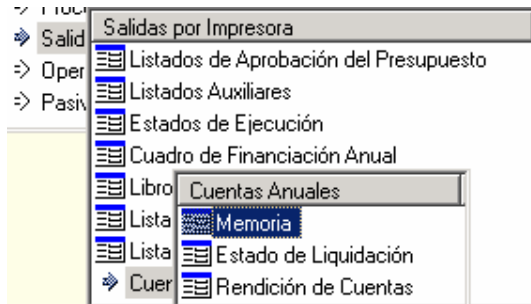 Salid
Oper
Pasiv
Salidas por Impresora
Listados de Aprobación del Presupuesto
Listados Auxiliares
Estados de Ejecución
Cuadro de Financiación Anual
Libro
Lista
Lista
Cuer
Cuentas Anuales
Memoria
Estado de Liquidación
Rendición de Cuentas